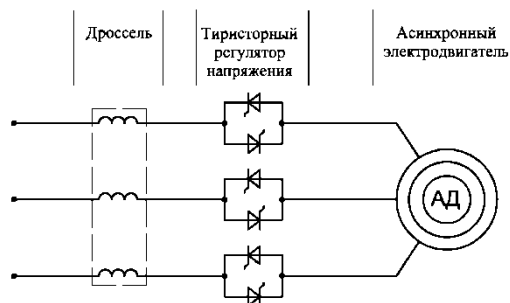 Дроссель
Тиристорный
регулятор
напряжения
Асинхронный
электродвигатель
АД